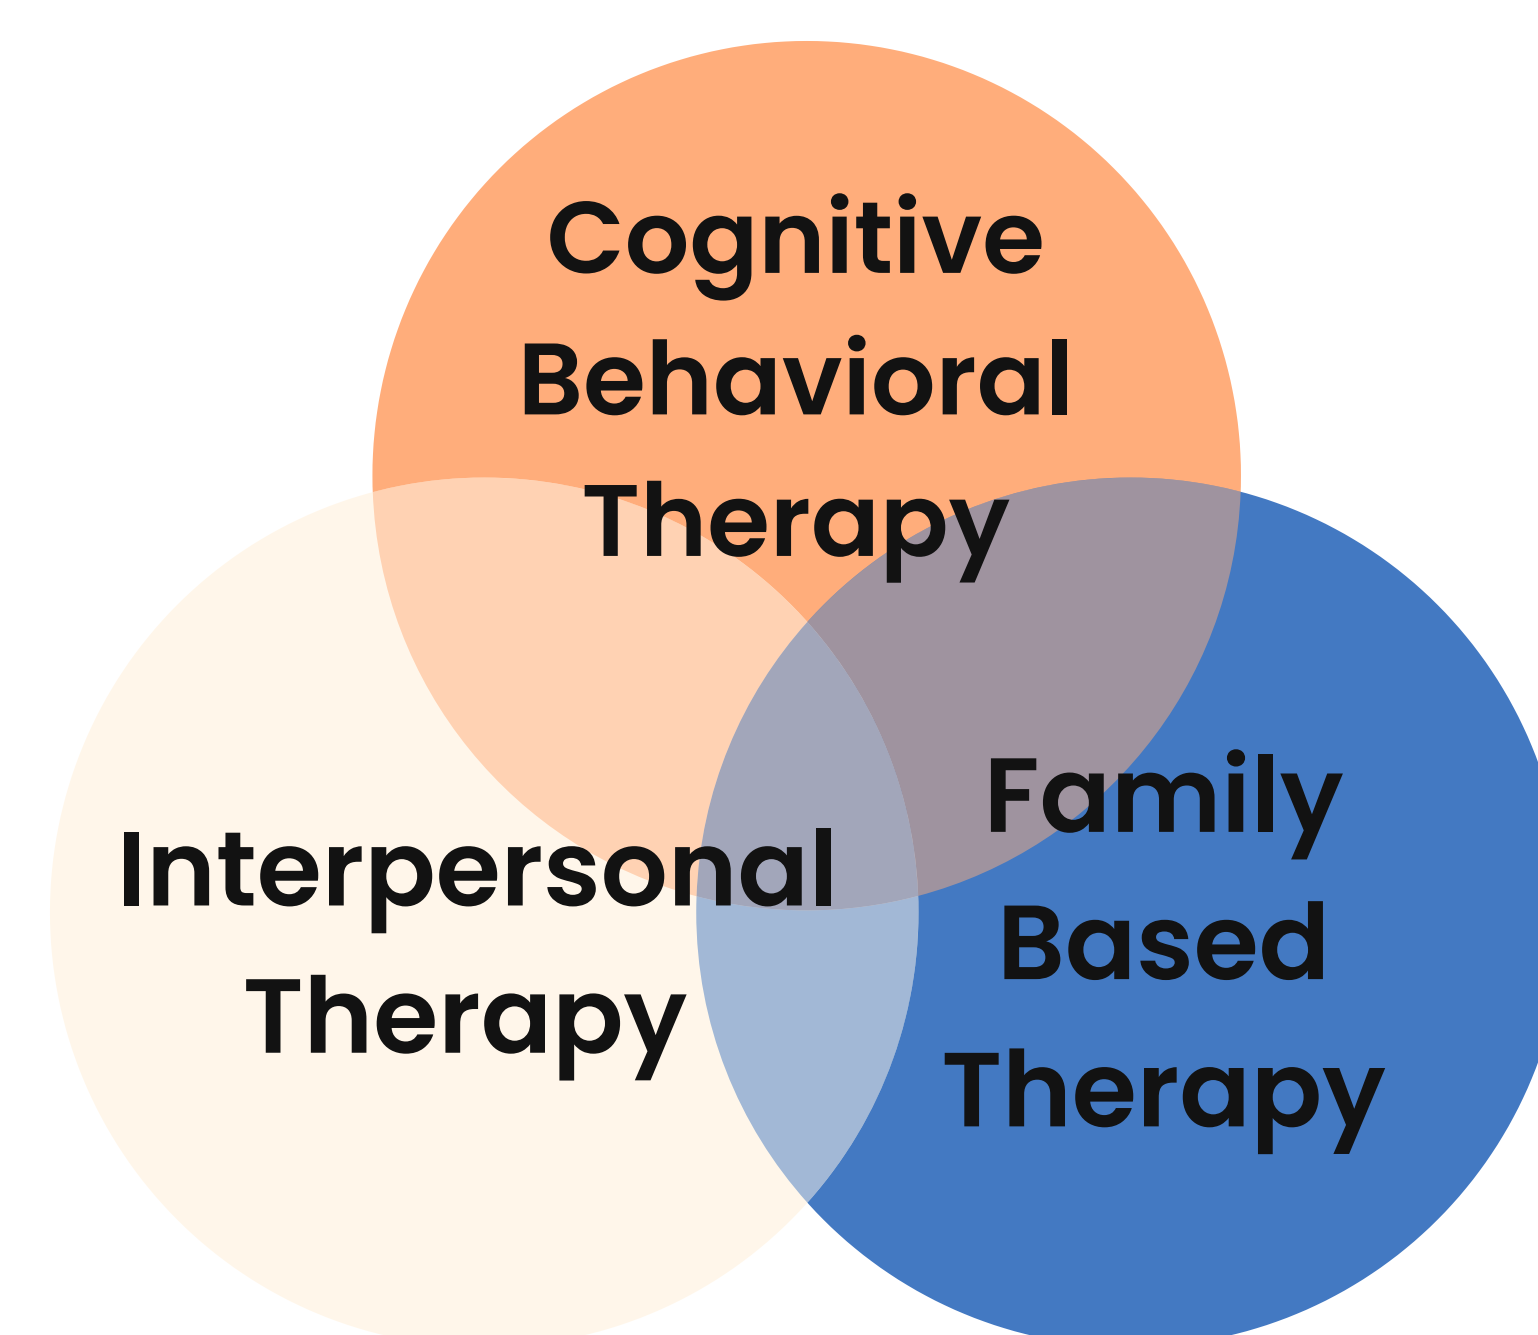 Cognitive
Behavioral
Therapy
Interpersonal
Therapy
Family
Based
Therapy